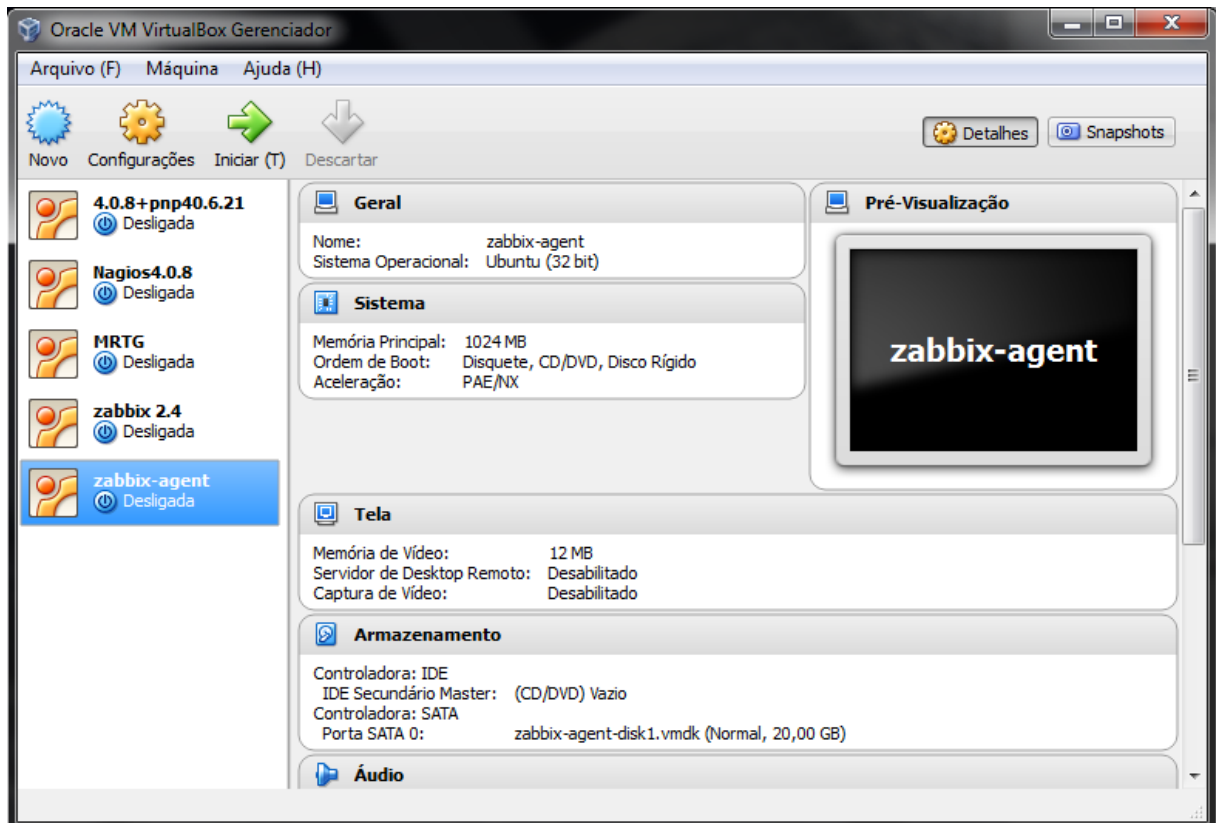 Oracle VM VirtualBox Gerenciador
Arquivo (F) Máquina Ajuda (H)
Novo Configurações Iniciar (T) Descartar
Detalhes Snapshots
4.0.8+pnp40.6.21
Desligada
Nagios4.0.8
Desligada
MRTG
Desligada
zabbix 2.4
Desligada
zabbix-agent
Desligada
Geral
Nome: zabbix-agent
Sistema Operacional: Ubuntu (32 bit)
Sistema
Memória Principal: 1024 MB
Ordem de Boot: Disquete, CD/DVD, Disco Rígido
Aceleração: PAE/NX
Pré-Visualização
zabbix-agent
Tela
Memória de Vídeo: 12 MB
Servidor de Desktop Remoto: Desabilitado
Captura de Vídeo: Desabilitado
Armazenamento
Controladora: IDE
IDE Secundário Master: (CD/DVD) Vazio
Controladora: SATA
Porta SATA 0: zabbix-agent-disk1.vmdk (Normal, 20,00 GB)
Áudio